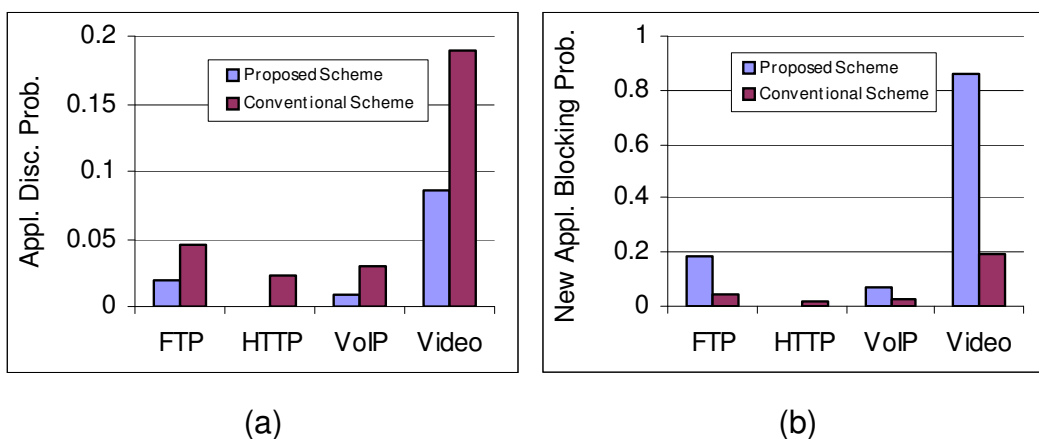 Appl. Disc. Prob.
0.2
0.15
0.1
0.05
0
Proposed Scheme
Conventional Scheme
FTP HTTP VoIP Video
(a)
New Appl. Blocking Prob.
1
0.8
0.6
0.4
0.2
0
Proposed Scheme
Conventional Scheme
FTP HTTP VoIP Video
(b)